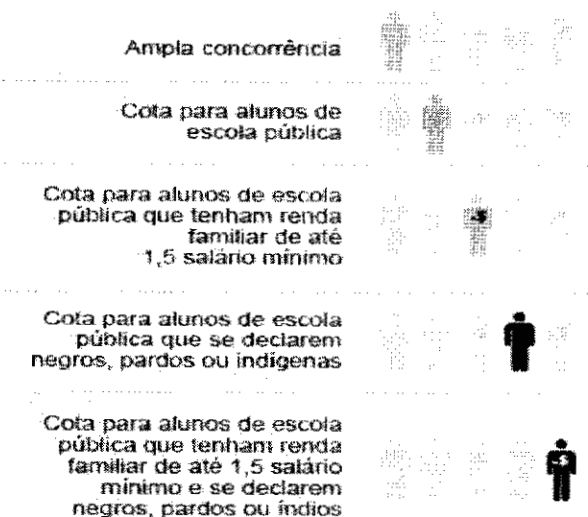 Ampla concorrência
Cota para alunos de
escola pública
Cota para alunos de escola
pública que tenham renda
familiar de até
1,5 salário mínimo
-$
Cota para alunos de escola
pública que se declarem
negros, pardos ou indígenas
Cota para alunos de escola
pública que tenham renda
familiar de até 1,5 salário
mínimo e se declarem
negros, pardos ou índios
-$